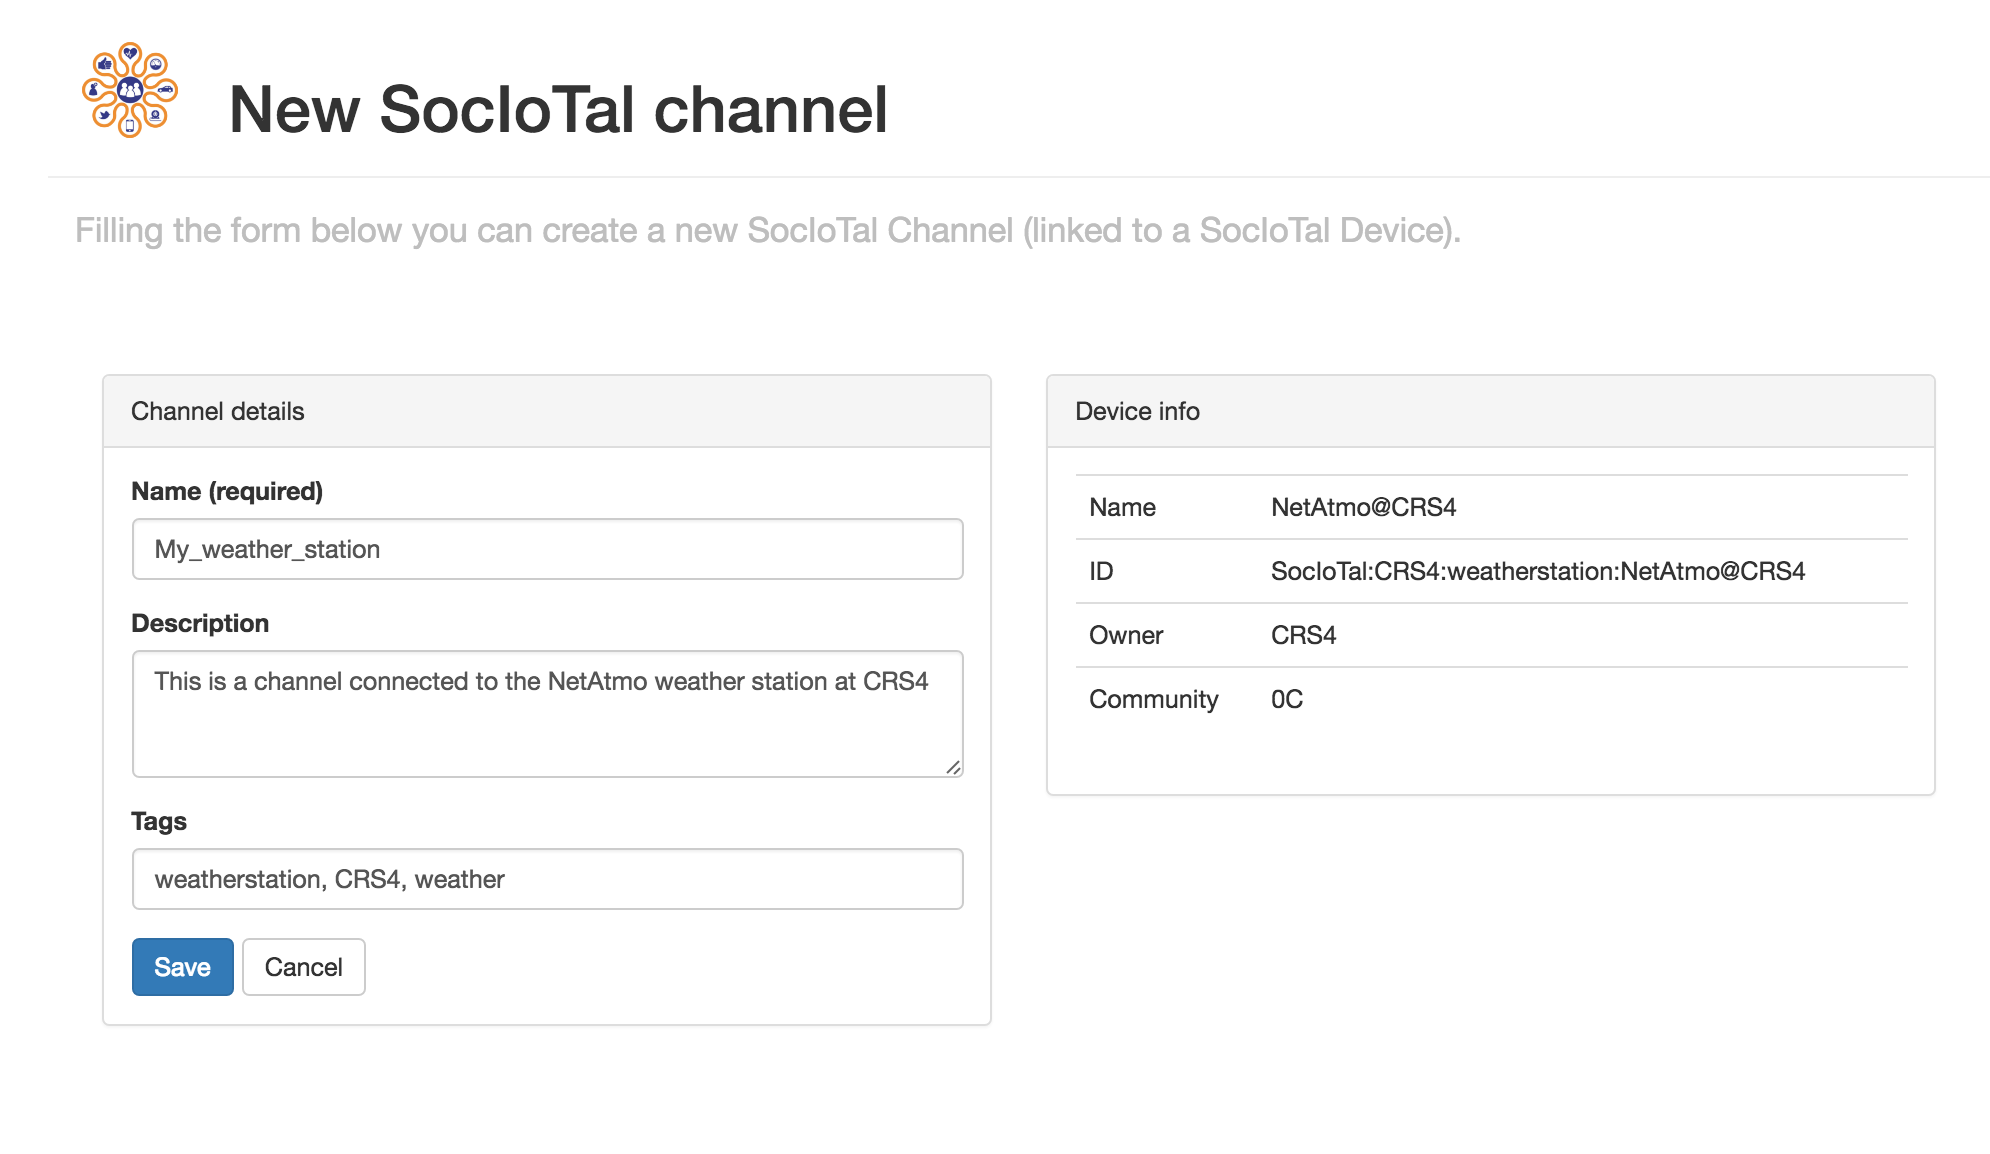 New SocIoTal channel
Filling the form below you can create a new SocIoTal Channel (linked to a SocIoTal Device).
Channel details
Name (required)
My_weather_station
Description
This is a channel connected to the NetAtmo weather station at CRS4
Tags
weatherstation, CRS4, weather
Save Cancel
Device info
Name NetAtmo@CRS4
ID SocIoTal:CRS4:weatherstation:NetAtmo@CRS4
Owner CRS4
Community 0C